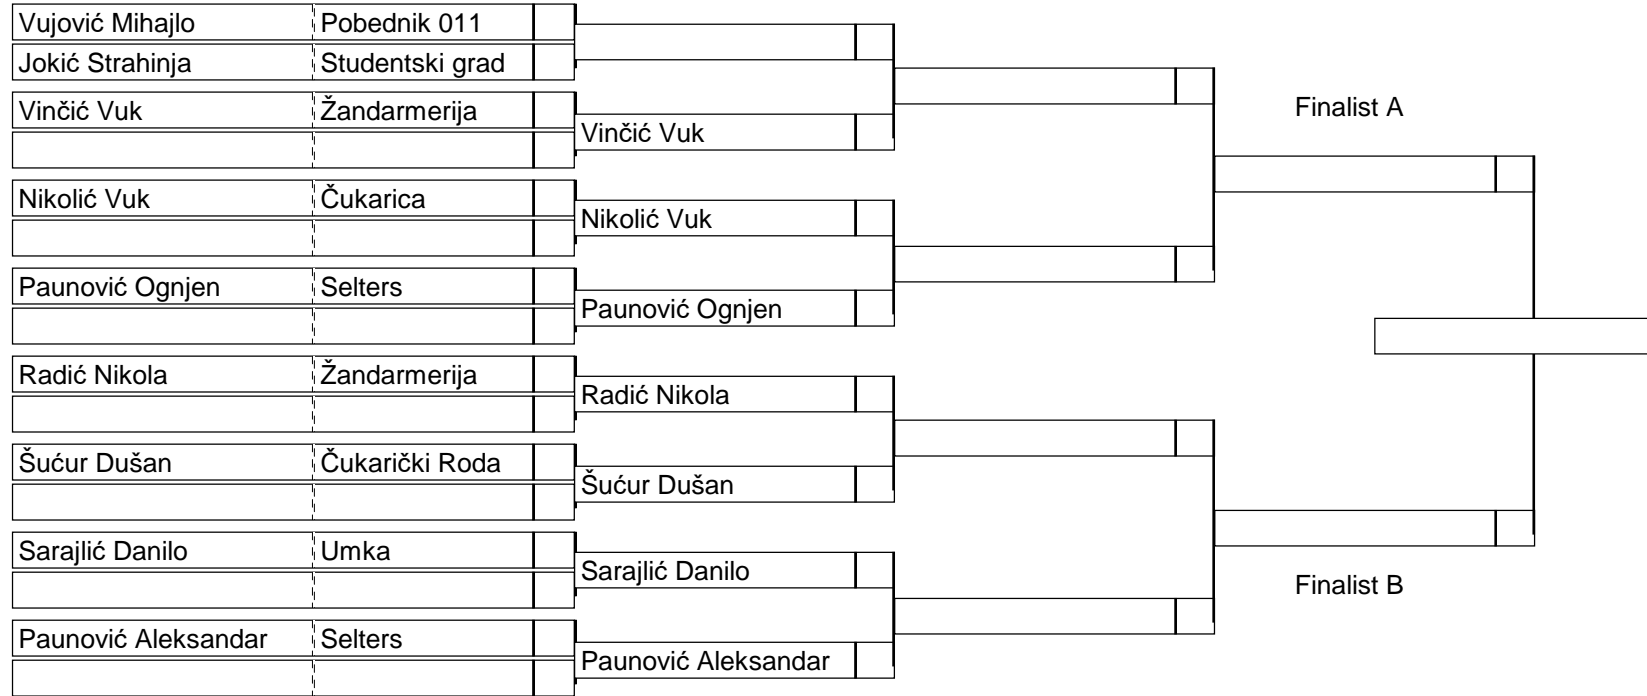 Vujović Mihajlo Pobednik 011
Jokić Strahinja Studentski grad
Vinčić Vuk Žandarmerija
Vinčić Vuk
Nikolić Vuk Čukarica
Nikolić Vuk
Paunović Ognjen Selters
Paunović Ognjen
Radić Nikola Žandarmerija
Radić Nikola
Šućur Dušan Čukarički Roda
Šućur Dušan
Sarajlić Danilo Umka
Sarajlić Danilo
Paunović Aleksandar Selters
Paunović Aleksandar
Finalist A
Finalist B